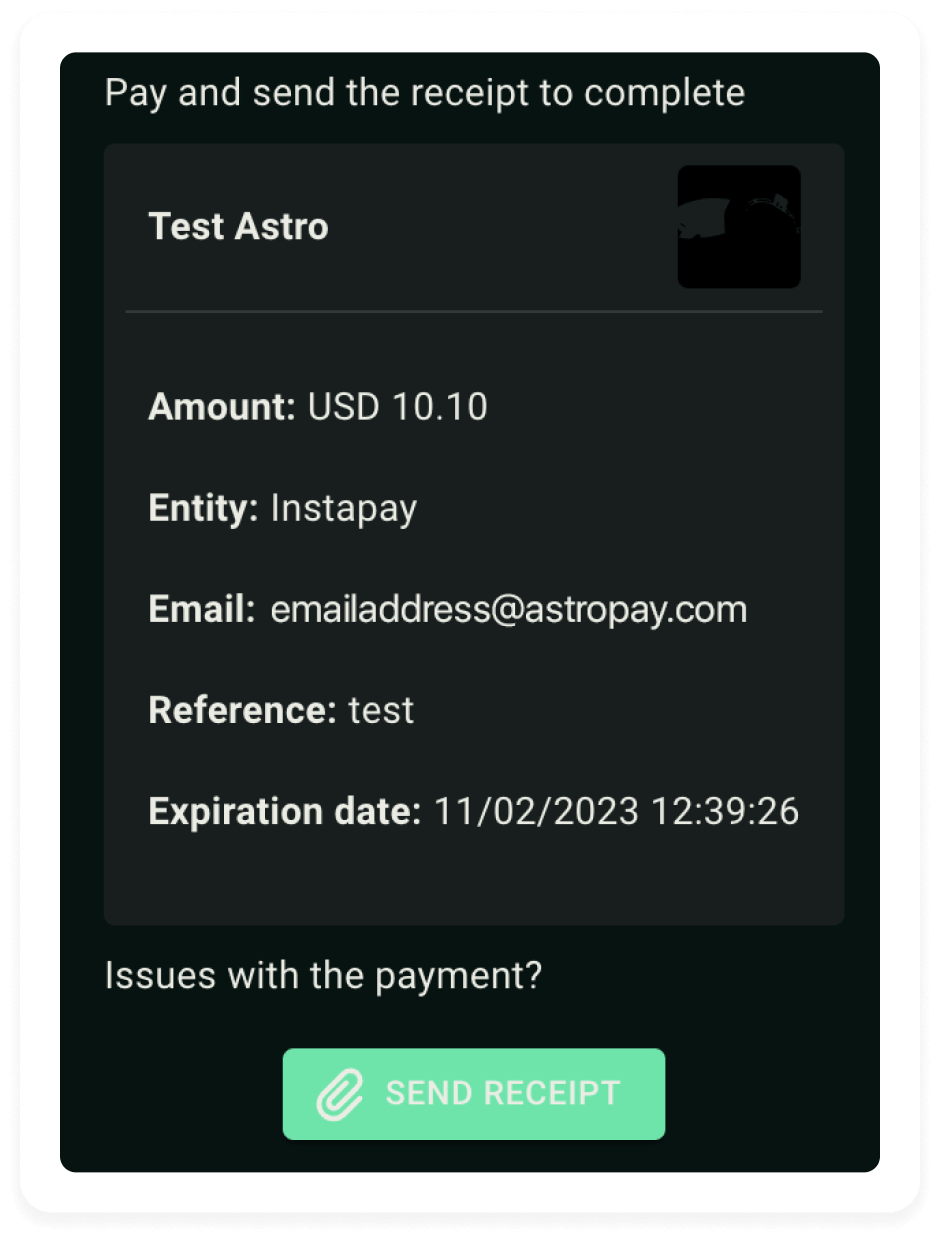 Pay and send the receipt to complete
Test Astro
Amount: USD 10.10
Entity: Instapay
Email: emailaddress@astropay.com
Reference: test
Expiration date: 11/02/2023 12:39:26
Issues with the payment?
SEND RECEIPT